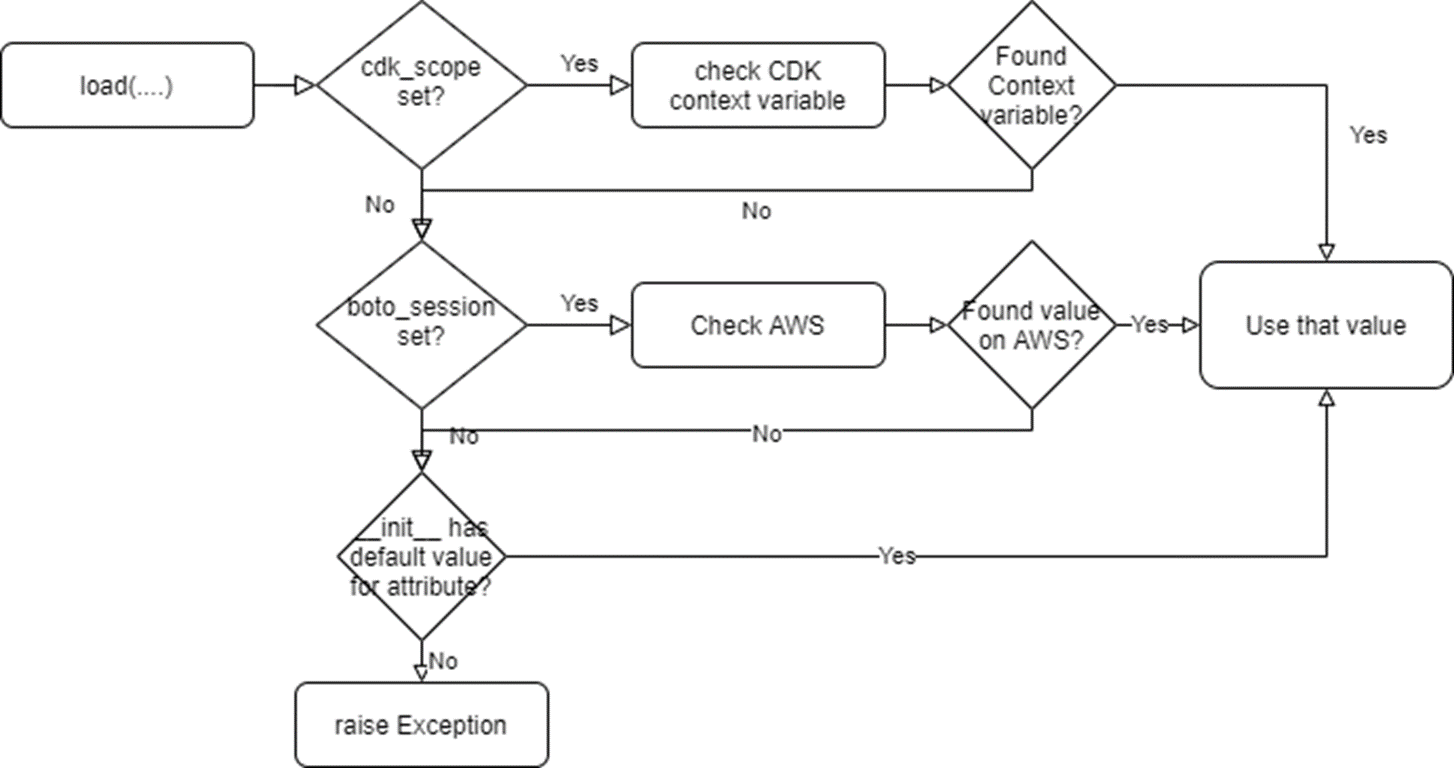 load(....)
cdk_scope
set?
Yes
check CDK
context variable
Found
Context
variable?
Yes
No
No
boto_session
set?
Yes
Check AWS
Found value
on AWS?
Yes
Use that value
No
No
__init__ has
default value
for attribute?
Yes
No
raise Exception